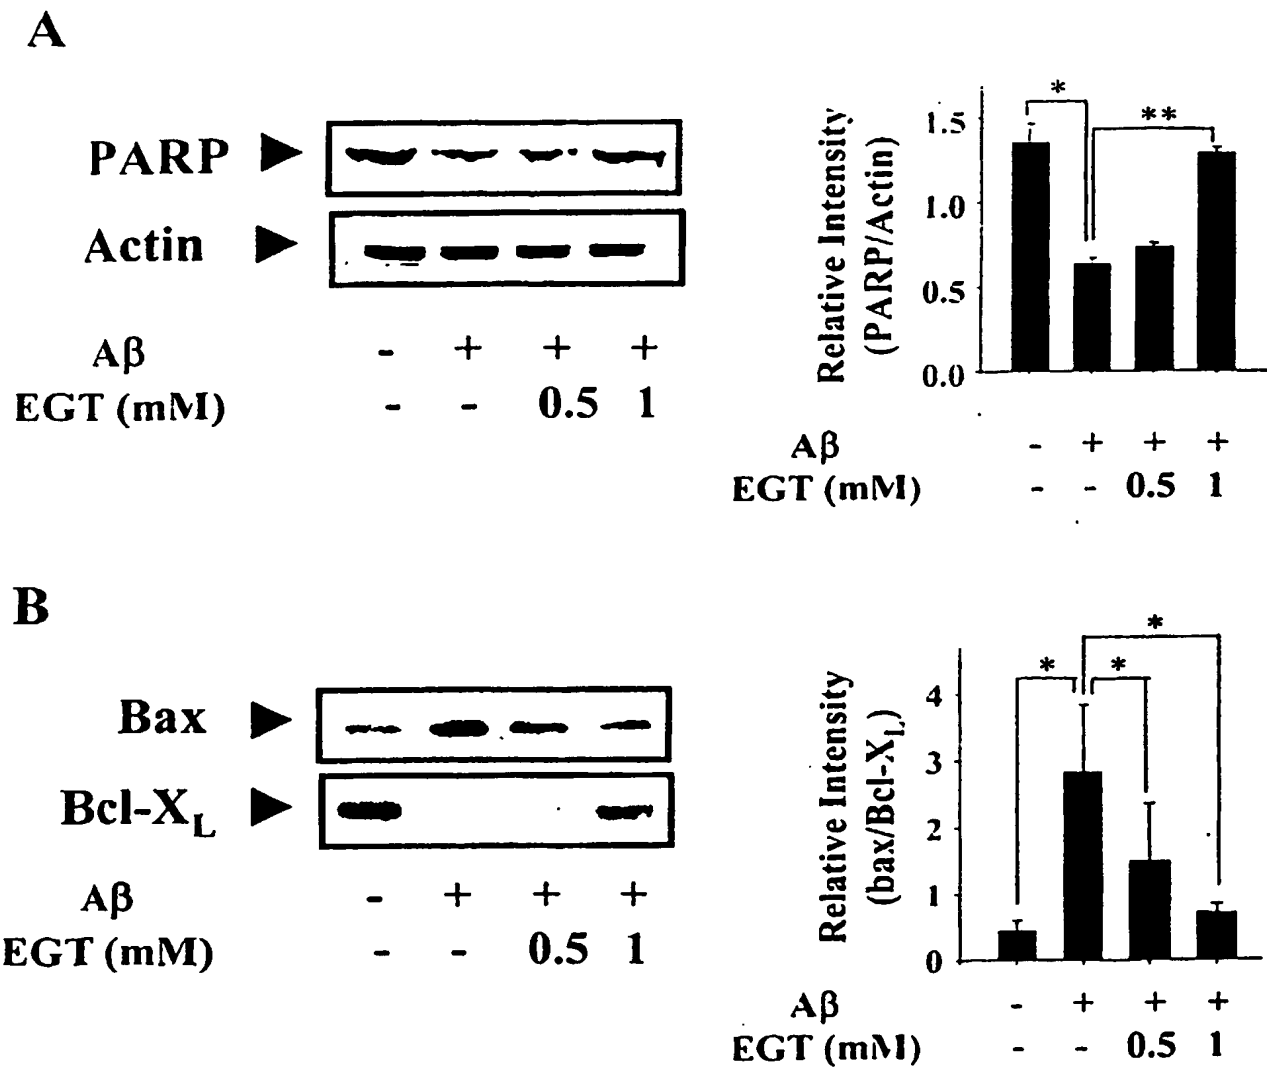 A
PARP
Actin
Aβ - + + +
EGT (mM) - - 0.5 1
Relative Intensity
(PARP/Actin)
1.5
1.0
0.5
0.0
*
**
Aβ - + + +
EGT (mM) - - 0.5 1
B
Bax
Bcl-XL
Aβ - + + +
EGT (mM) - - 0.5 1
Relative Intensity
(bax/Bcl-XL)
4
3
2
1
0
*
* *
Aβ - + + +
EGT (mM) - - 0.5 1